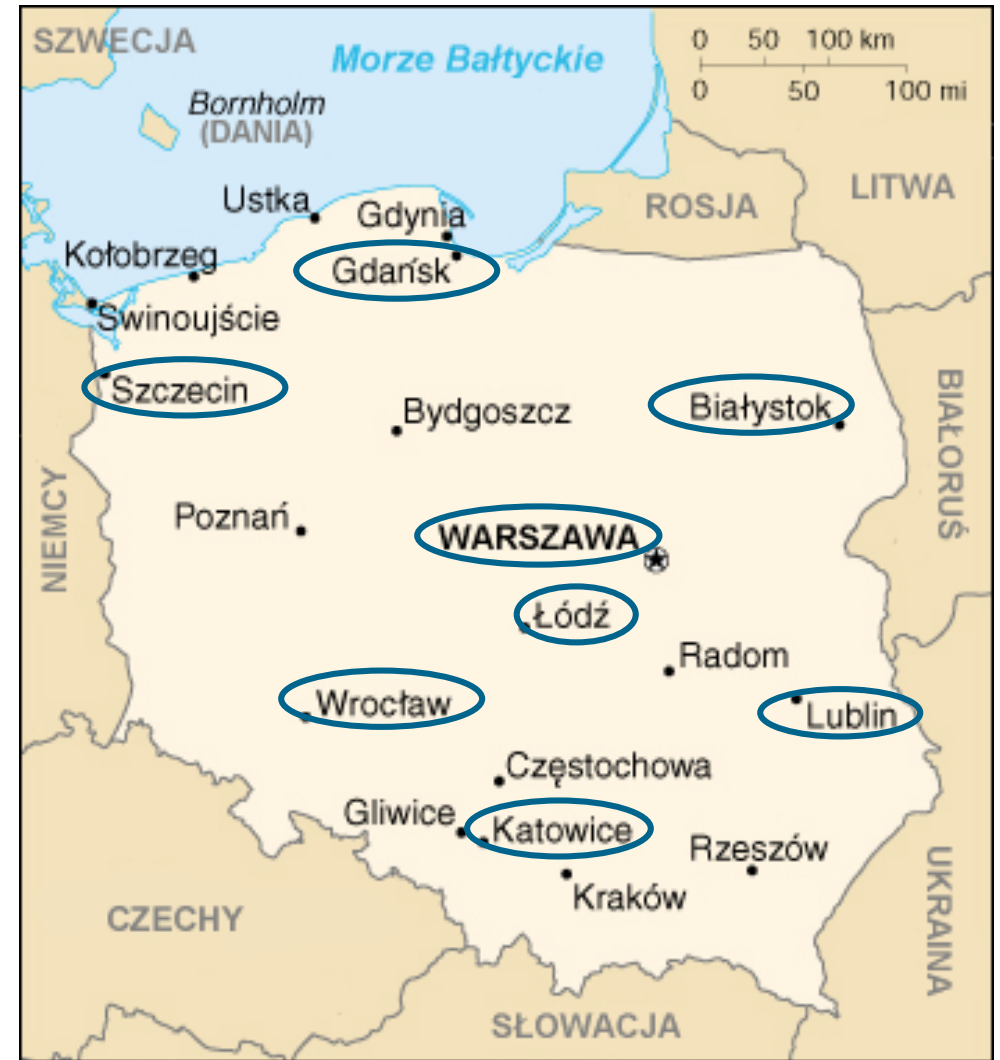 SZWECJA
Morze Bałtyckie
0 50 100 km
0 50 100 mi
Bornholm
(DANIA)
LITWA
ROSJA
Ustka
Gdynia
Kołobrzeg
Gdańsk
Swinoujście
Szczecin
Bydgoszcz
Białystok
BIAŁORUŚ
NIEMCY
Poznań
WARSZAWA
Łódź
Radom
Wrocław
Lublin
Częstochowa
Gliwice
Katowice
Rzeszów
Kraków
UKRAINA
CZECHY
SŁOWACJA